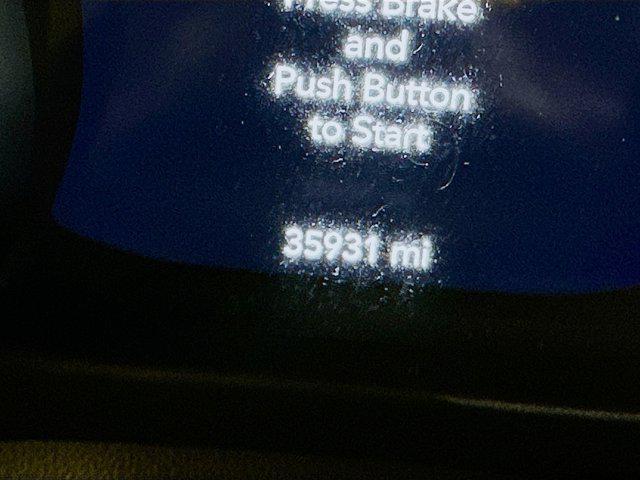 Press Brake
and
Push Button
to Start
35931 mi